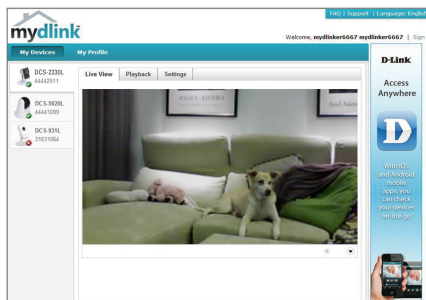 FAQ | Support | Language: English
mydlink
Welcome, mydlinker6667 mydlinker6667 | Sign
My Devices
My Profile
DCS-2330L
44442911
DCS-5020L
44441099
DCS-931L
31631064
Live View
Playback
Settings
ANSEL ADAMS
D-Link
Access
Anywhere
D
With iOS
and Android
mobile
apps, you
can check
your devices
on the go